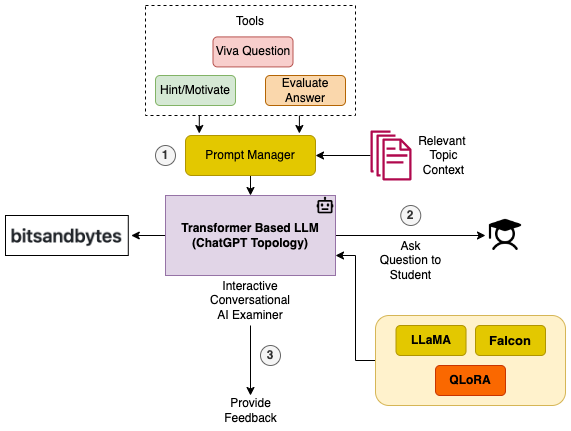 Tools
Viva Question
Hint/Motivate
Evaluate
Answer
1
Prompt Manager
Relevant
Topic
Context
bitsandbytes
Transformer Based LLM
(ChatGPT Topology)
2
Ask
Question to
Student
Interactive
Conversational
AI Examiner
3
LLaMA
Falcon
QLoRA
Provide
Feedback